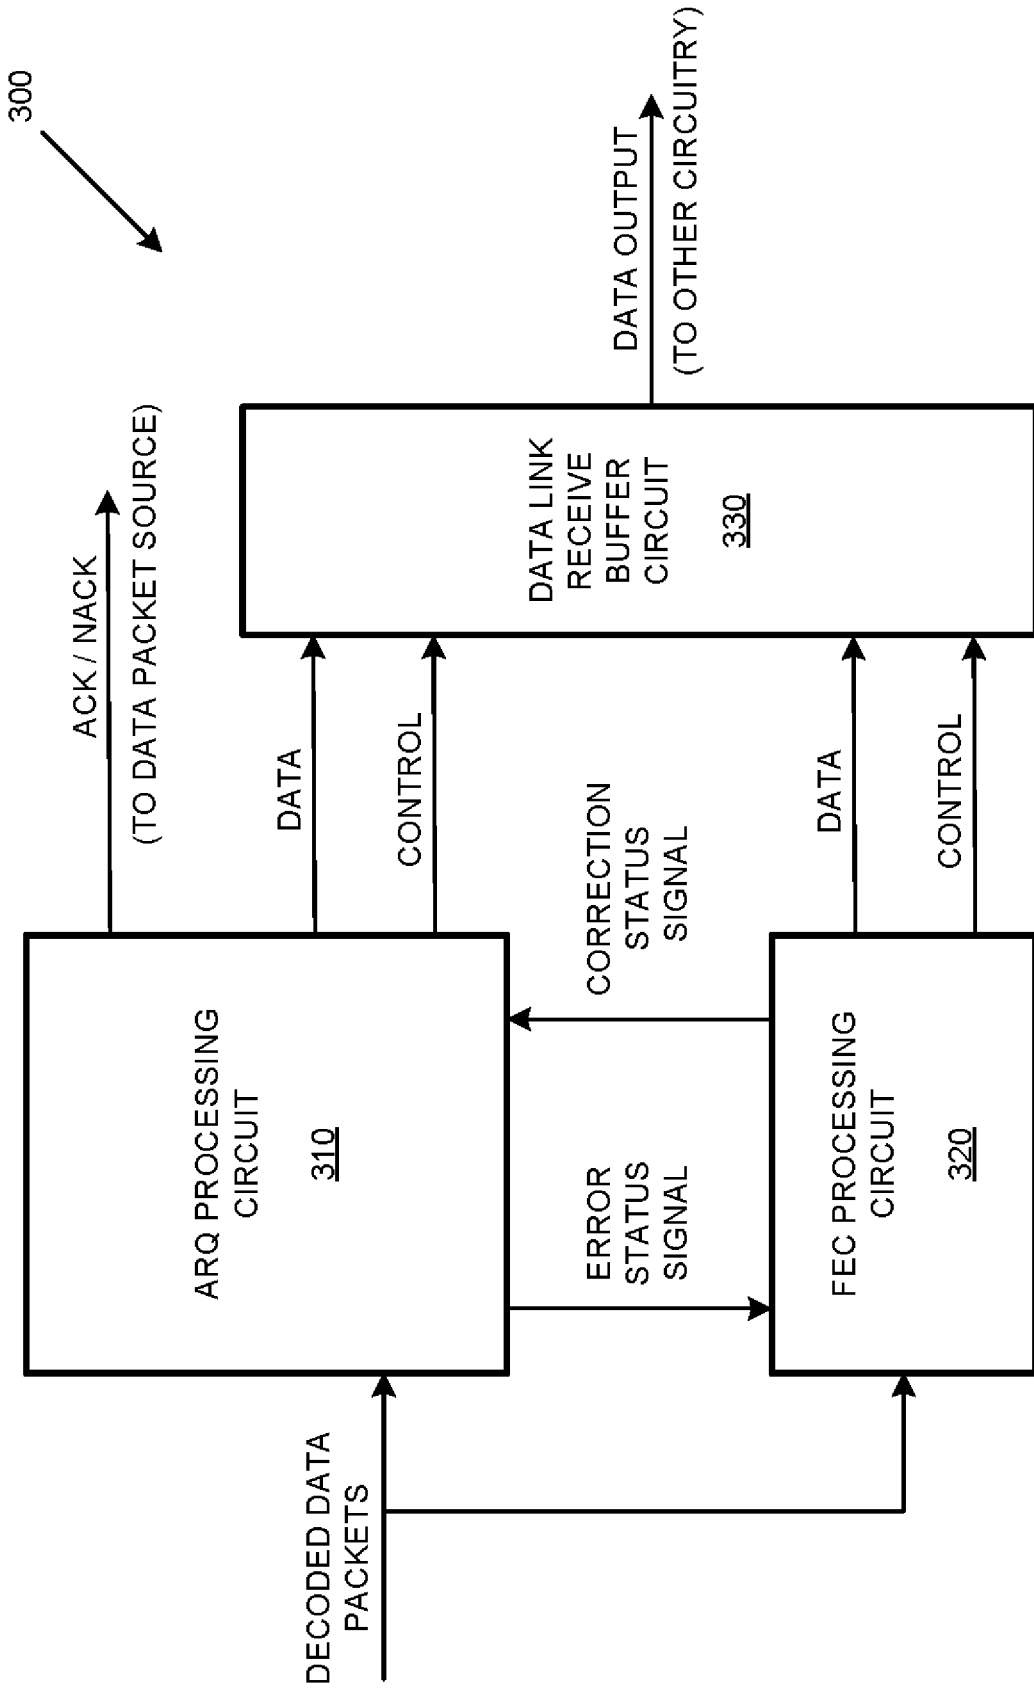 300
ACK / NACK
(TO DATA PACKET SOURCE)
DECODED DATA
PACKETS
ARQ PROCESSING
CIRCUIT
310
DATA
CONTROL
DATA LINK
RECEIVE
BUFFER
CIRCUIT
330
DATA OUTPUT
(TO OTHER CIRCUITRY)
ERROR
STATUS
SIGNAL
CORRECTION
STATUS
SIGNAL
FEC PROCESSING
CIRCUIT
320
DATA
CONTROL